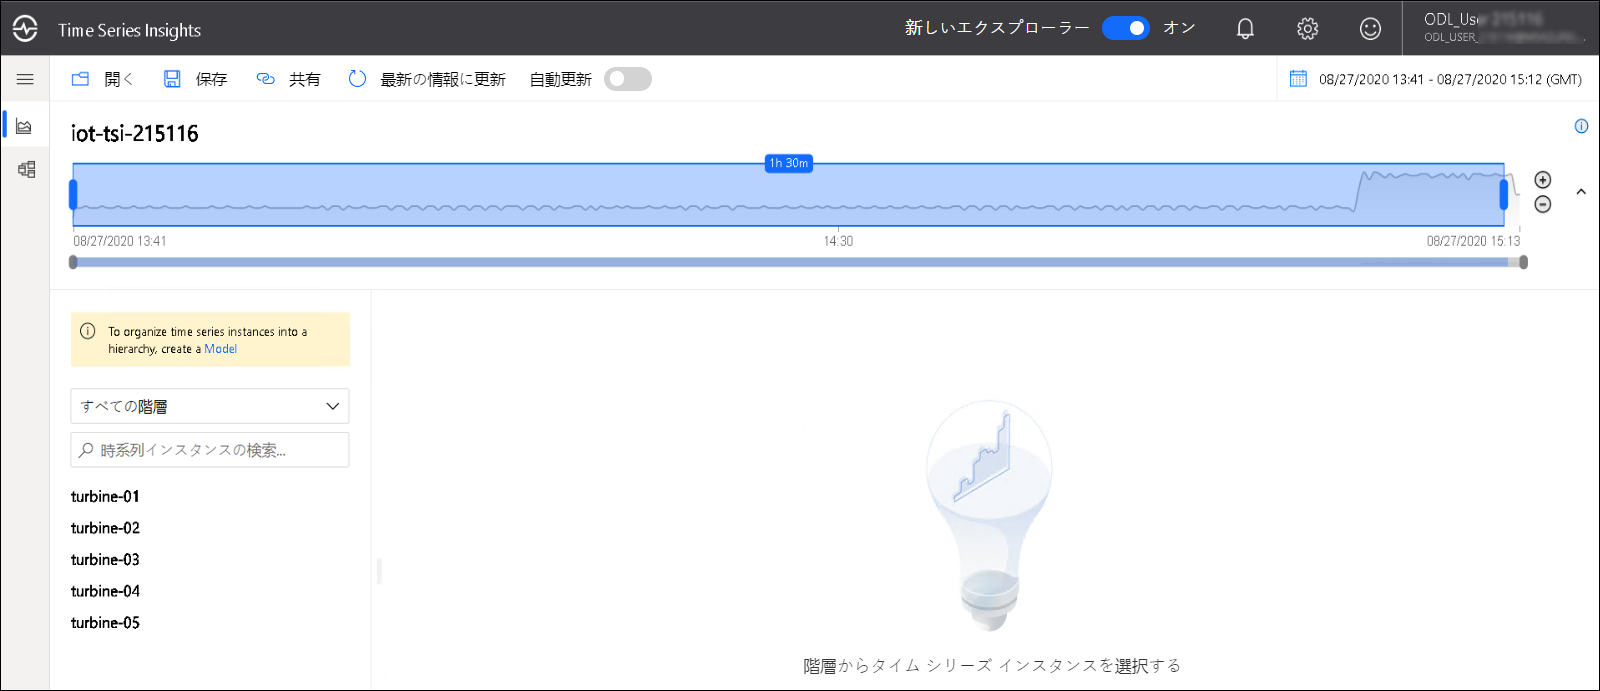 Time Series Insights
新しいエクスプローラー オン
ODL_User
ODL_USER_
開く 保存 共有 最新の情報に更新 自動更新
08/27/2020 13:41 - 08/27/2020 15:12 (GMT)
iot-tsi-215116
1h 30m
08/27/2020 13:41 14:30 08/27/2020 15:13
To organize time series instances into a
hierarchy, create a Model
すべての階層
時系列インスタンスの検索...
turbine-01
turbine-02
turbine-03
turbine-04
turbine-05
階層からタイム シリーズ インスタンスを選択する